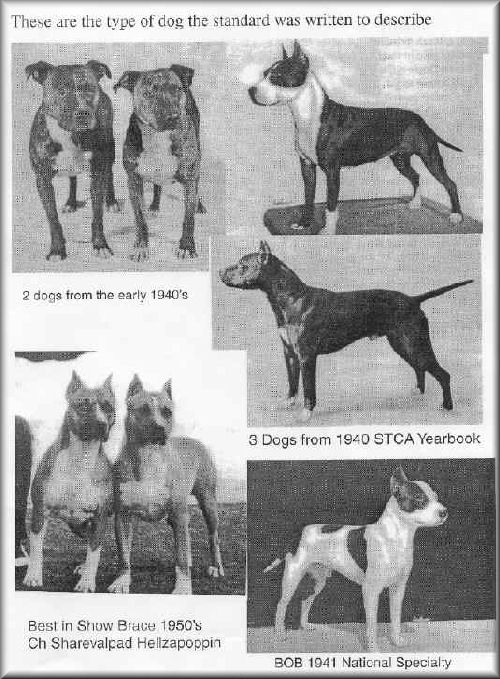 These are the type of dog the standard was written to describe
2 dogs from the early 1940's
3 Dogs from 1940 STCA Yearbook
Best in Show Brace 1950's
Ch Sharevalpad Hellzapoppin
BOB 1941 National Specialty